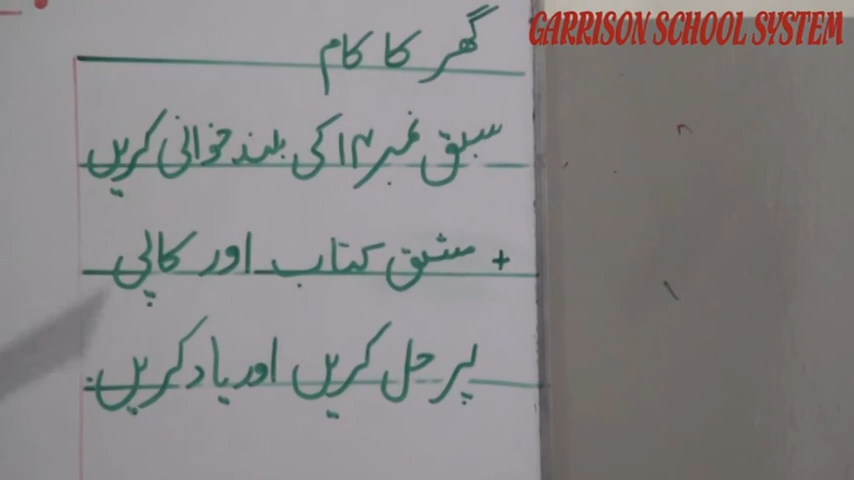 GARRISON SCHOOL SYSTEM
گھر کا کام
سبق نمبر ۱۴ کی بلند خوانی کریں
+ مشق کتاب اور کاپی
پر حل کریں اور یاد کریں.